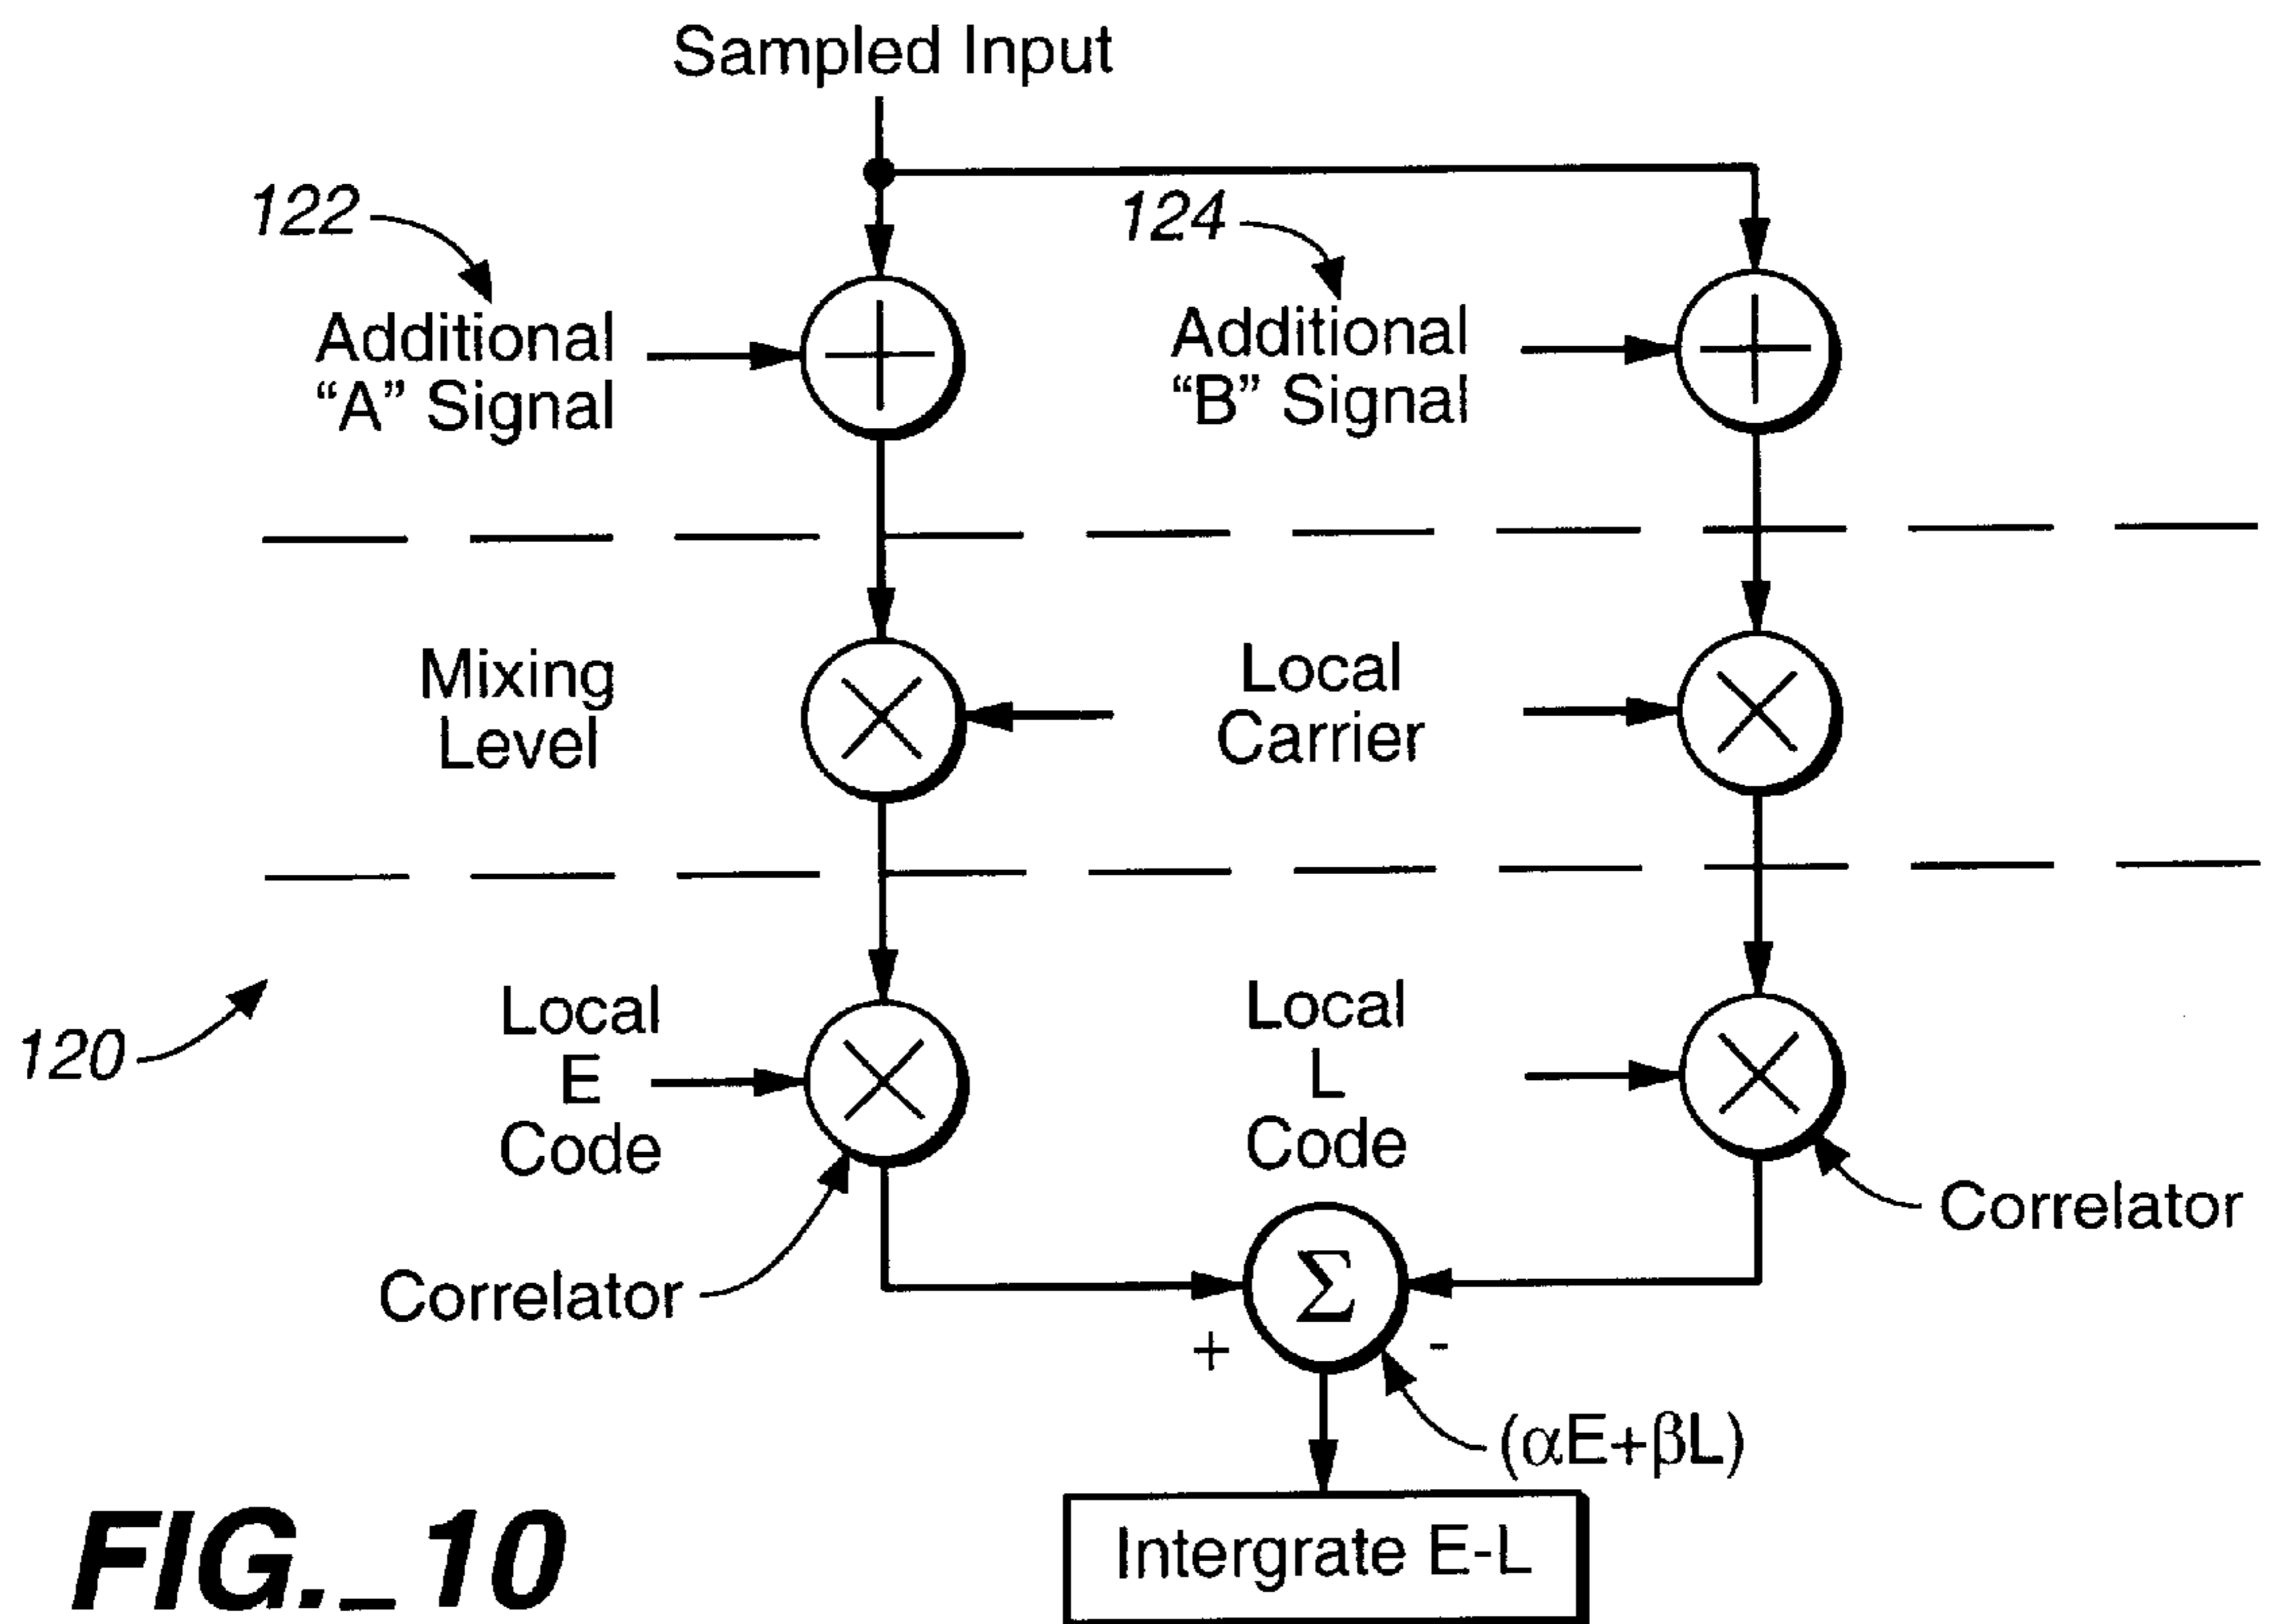 Sampled Input
122
124
Additional
"A" Signal
Additional
"B" Signal
Mixing
Level
Local
Carrier
120
Local
E
Code
Local
L
Code
Correlator
Correlator
Σ
+
-
(αE+βL)
Intergrate E-L
FIG._10